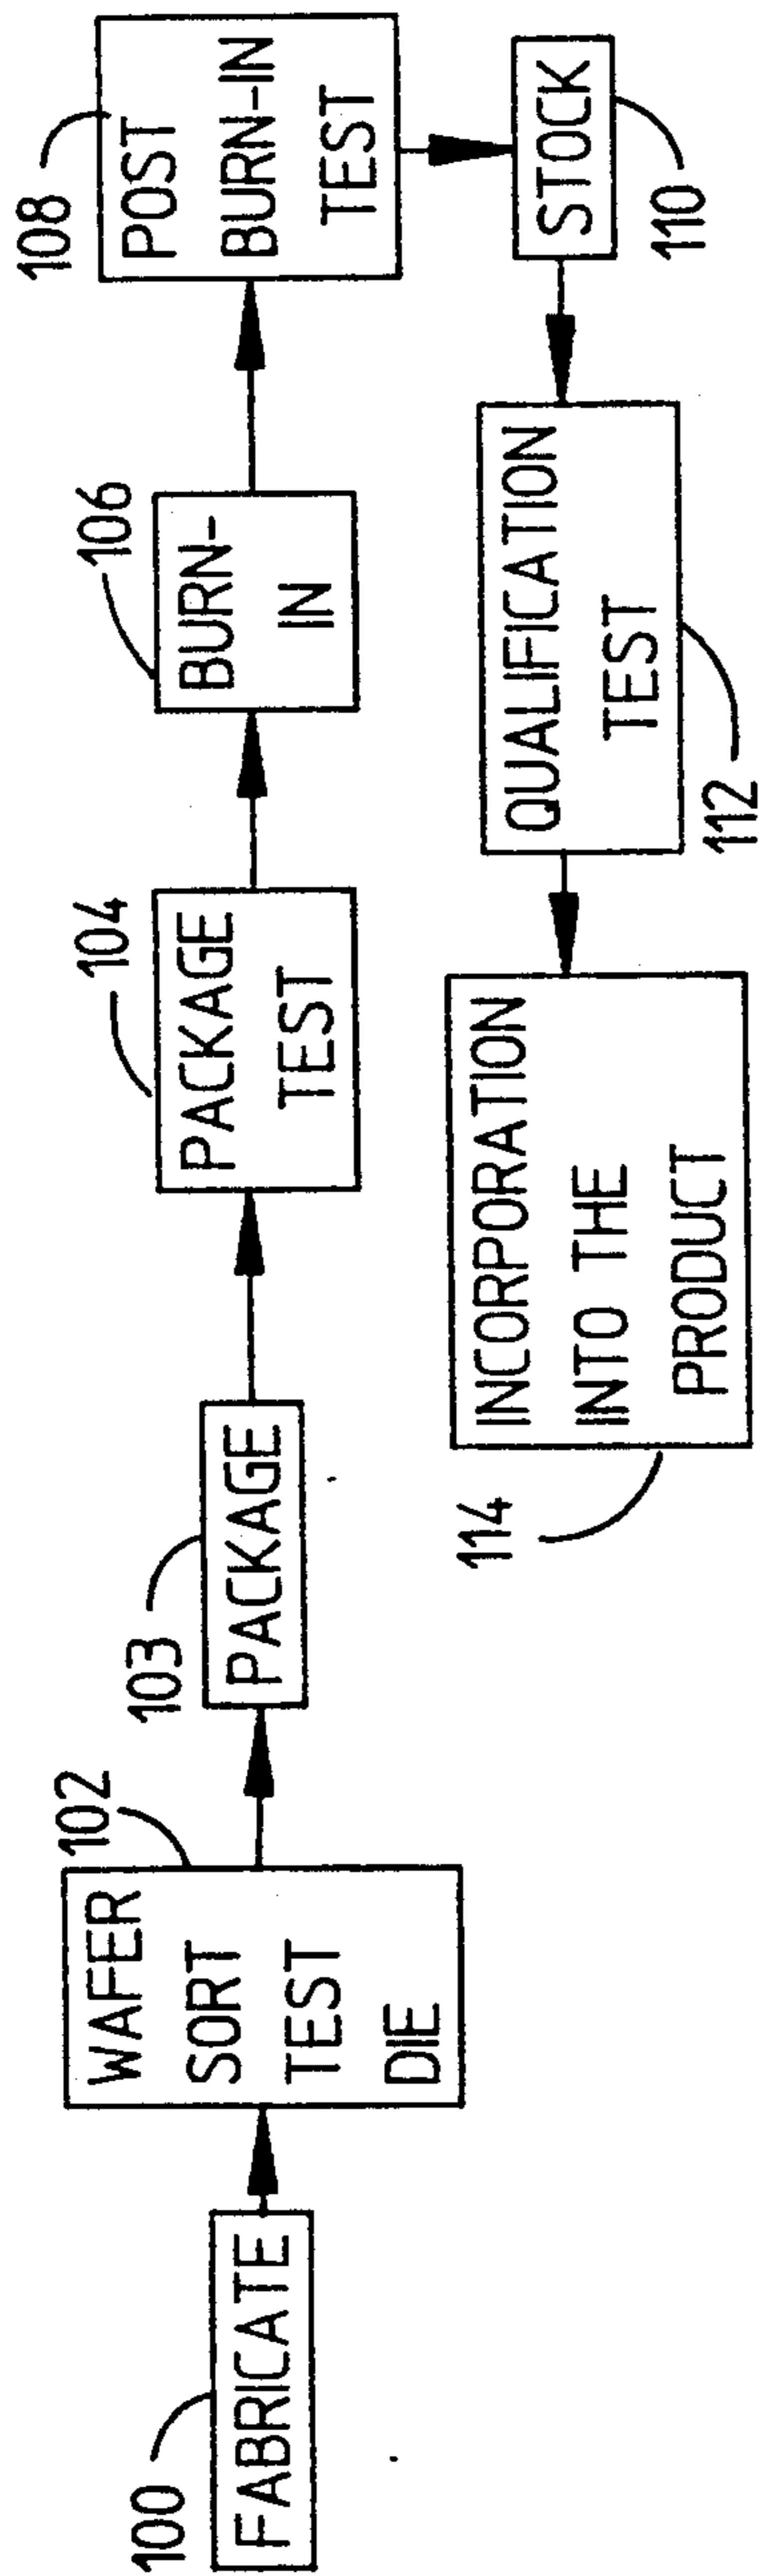 100
FABRICATE
102
WAFER
SORT
TEST
DIE
103
PACKAGE
104
PACKAGE
TEST
106
BURN-
IN
108
POST
BURN-IN
TEST
STOCK
110
QUALIFICATION
TEST
112
INCORPORATION
INTO THE
PRODUCT
114